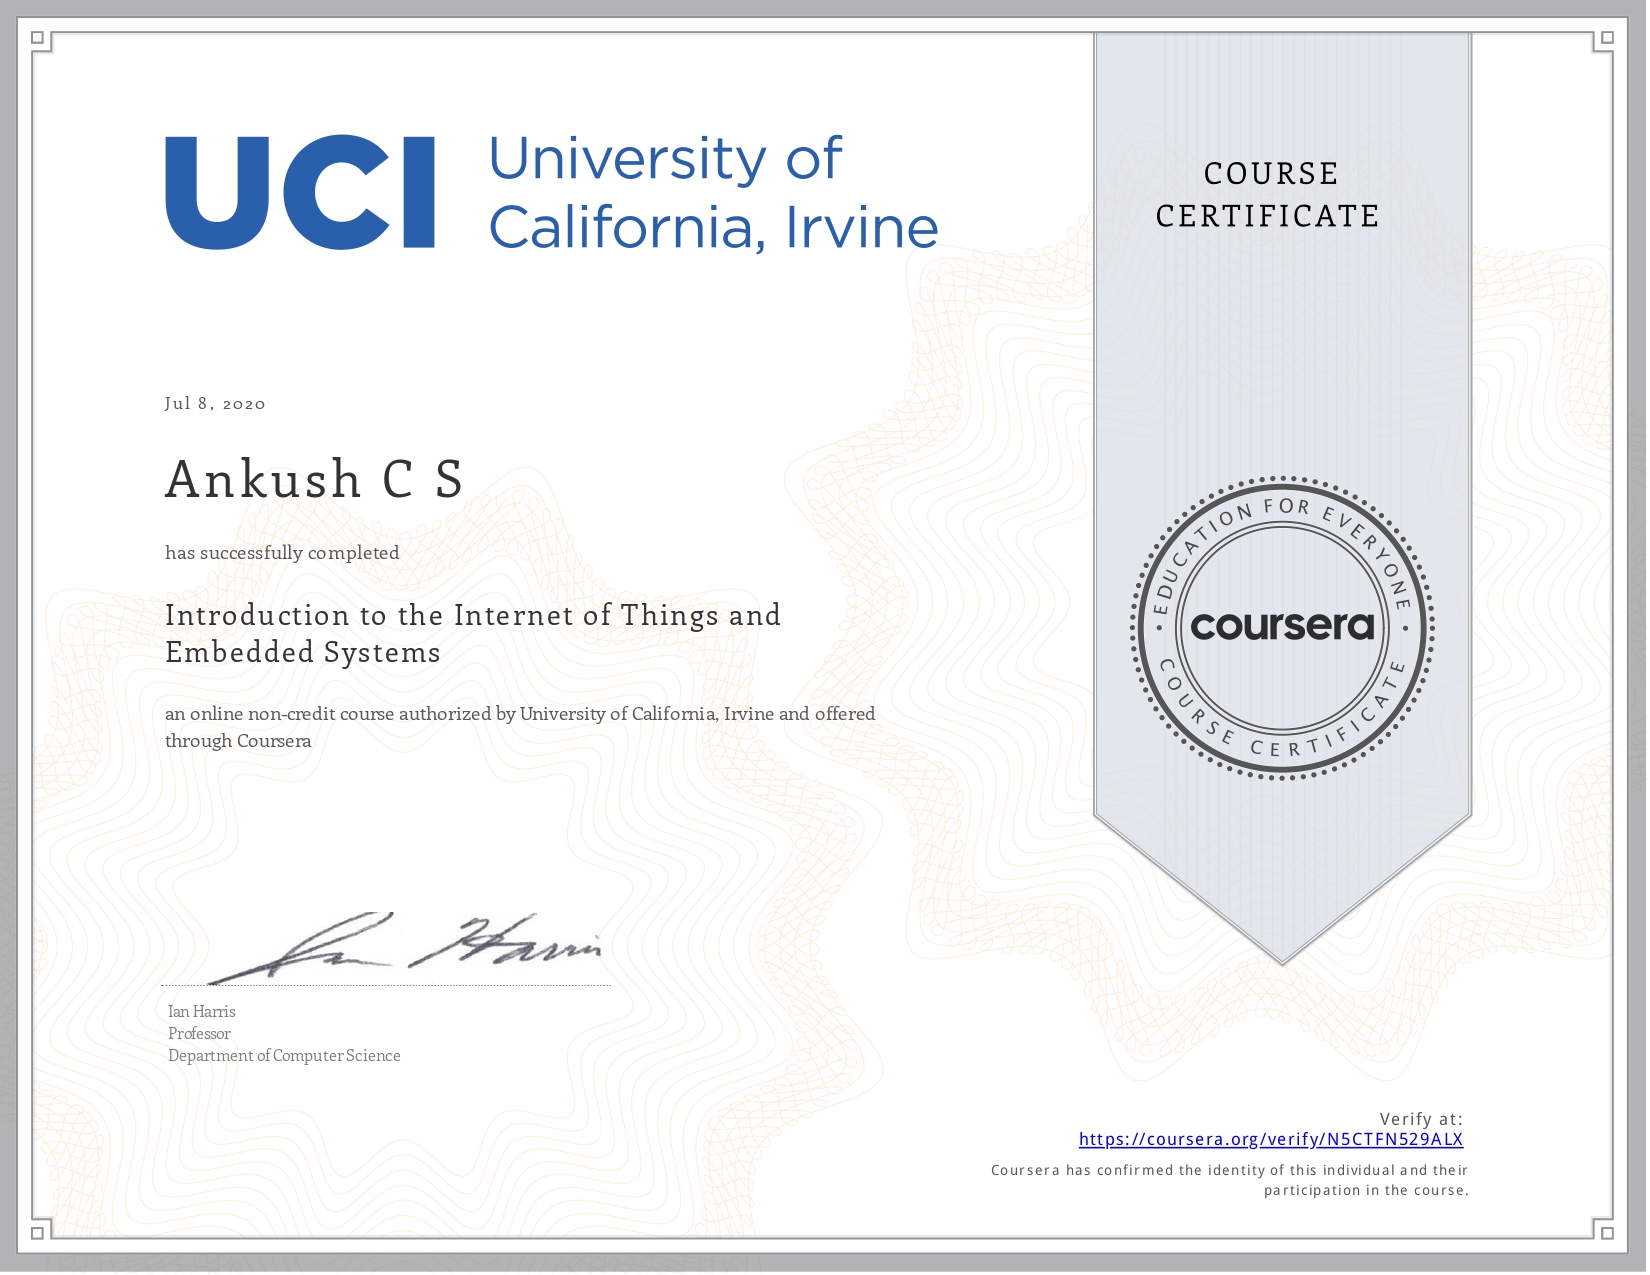 UCI
University of
California, Irvine
COURSE
CERTIFICATE
Jul 8, 2020
Ankush C S
has successfully completed
Introduction to the Internet of Things and
Embedded Systems
an online non-credit course authorized by University of California, Irvine and offered
through Coursera
EDUCATION FOR EVERYONE
coursera
COURSE CERTIFICATE
Ian Harris
Ian Harris
Professor
Department of Computer Science
Verify at:
https://coursera.org/verify/N5CTFN529ALX
Coursera has confirmed the identity of this individual and their
participation in the course.